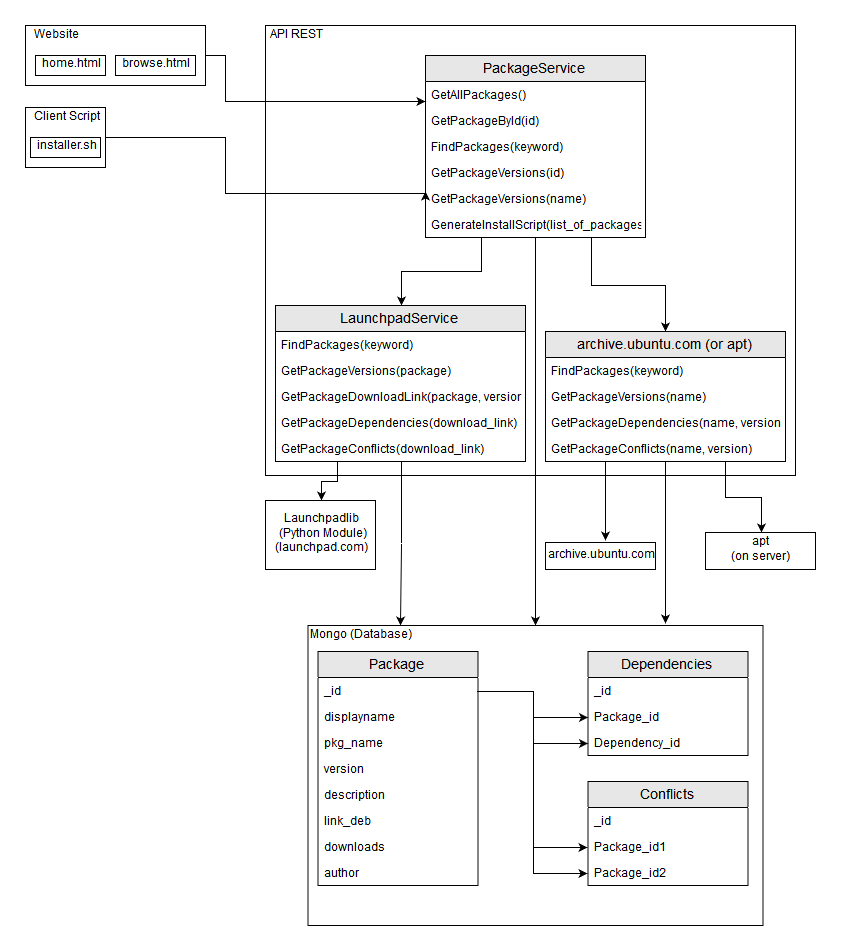 Website
home.html
browse.html
Client Script
installer.sh
API REST
PackageService
GetAllPackages()
GetPackageById(id)
FindPackages(keyword)
GetPackageVersions(id)
GetPackageVersions(name)
GenerateInstallScript(list_of_packages
LaunchpadService
FindPackages(keyword)
GetPackageVersions(package)
GetPackageDownloadLink(package, version
GetPackageDependencies(download_link)
GetPackageConflicts(download_link)
archive.ubuntu.com (or apt)
FindPackages(keyword)
GetPackageVersions(name)
GetPackageDependencies(name, version
GetPackageConflicts(name, version)
Launchpadlib
(Python Module)
(launchpad.com)
archive.ubuntu.com
apt
(on server)
Mongo (Database)
Package
_id
displayname
pkg_name
version
description
link_deb
downloads
author
Dependencies
_id
Package_id
Dependency_id
Conflicts
_id
Package_id1
Package_id2